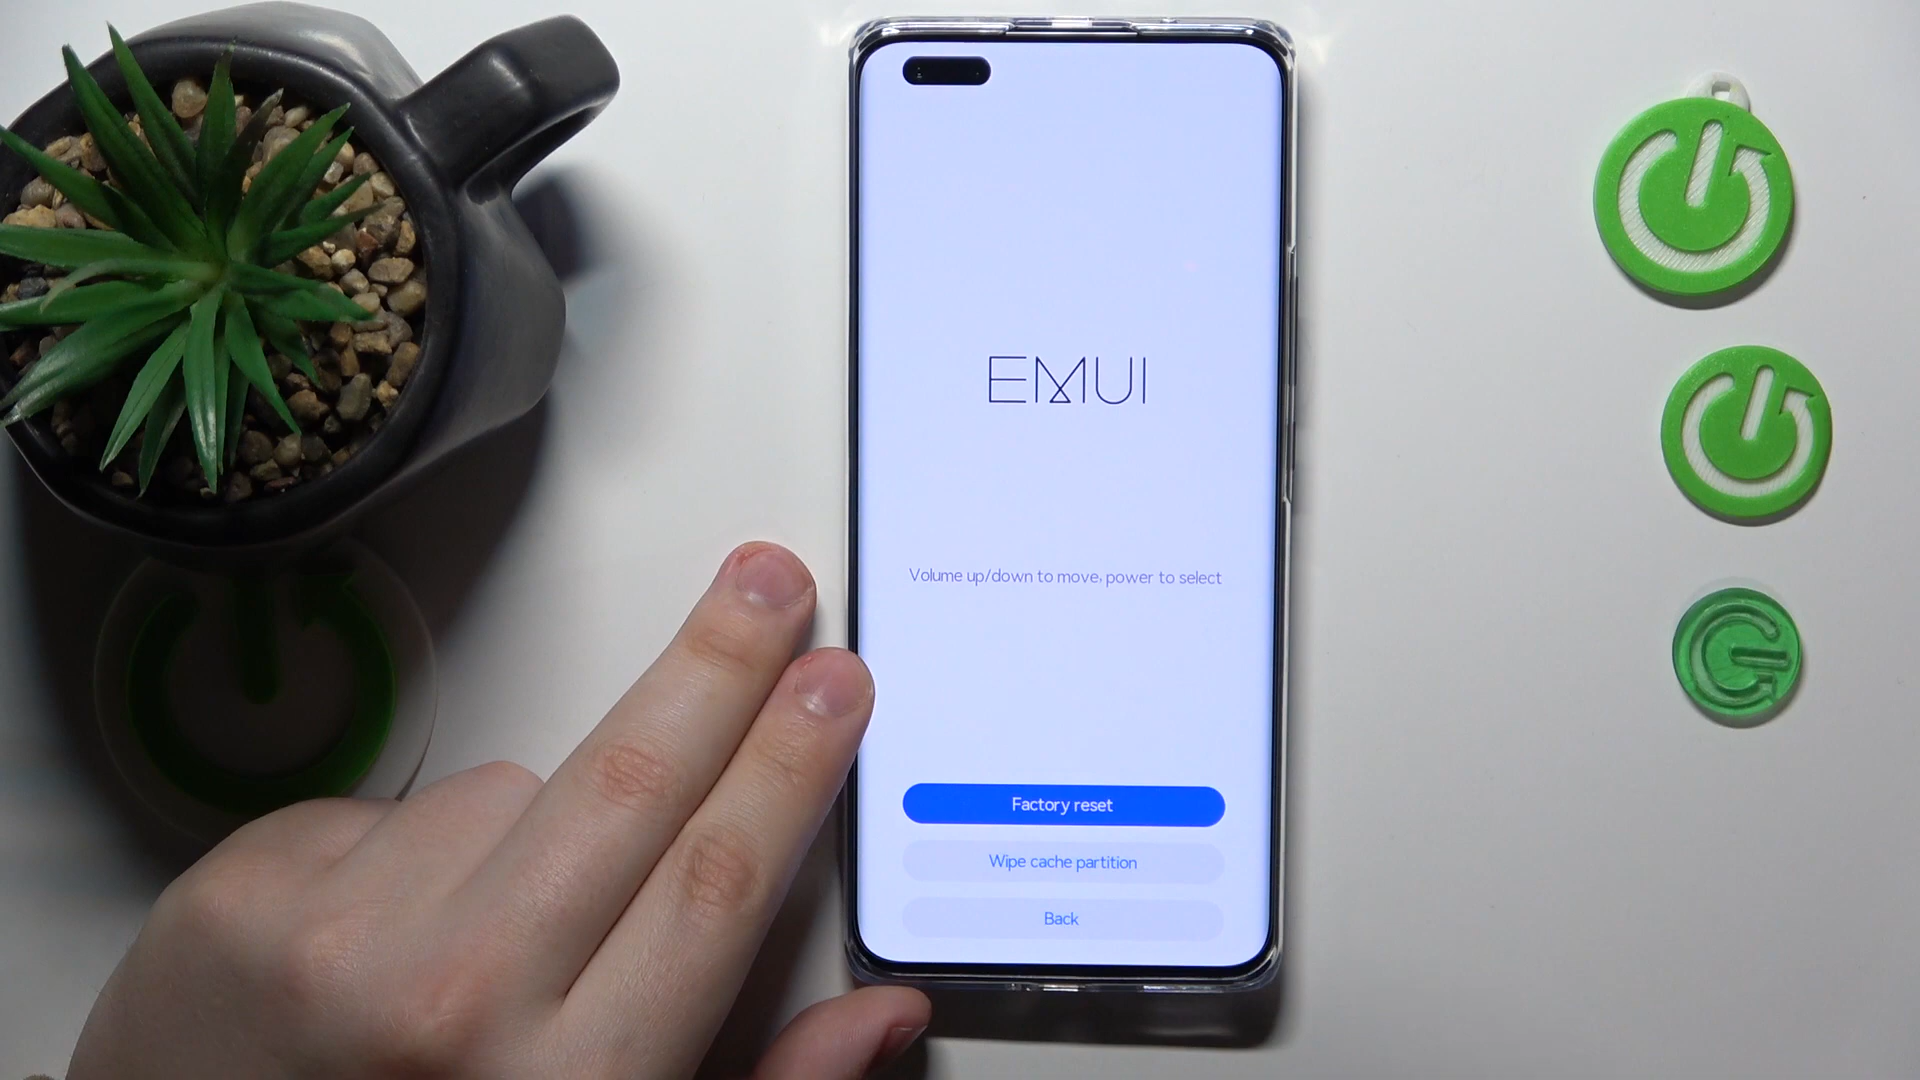 EMUI
Volume up/down to move, power to select
Factory reset
Wipe cache partition
Back